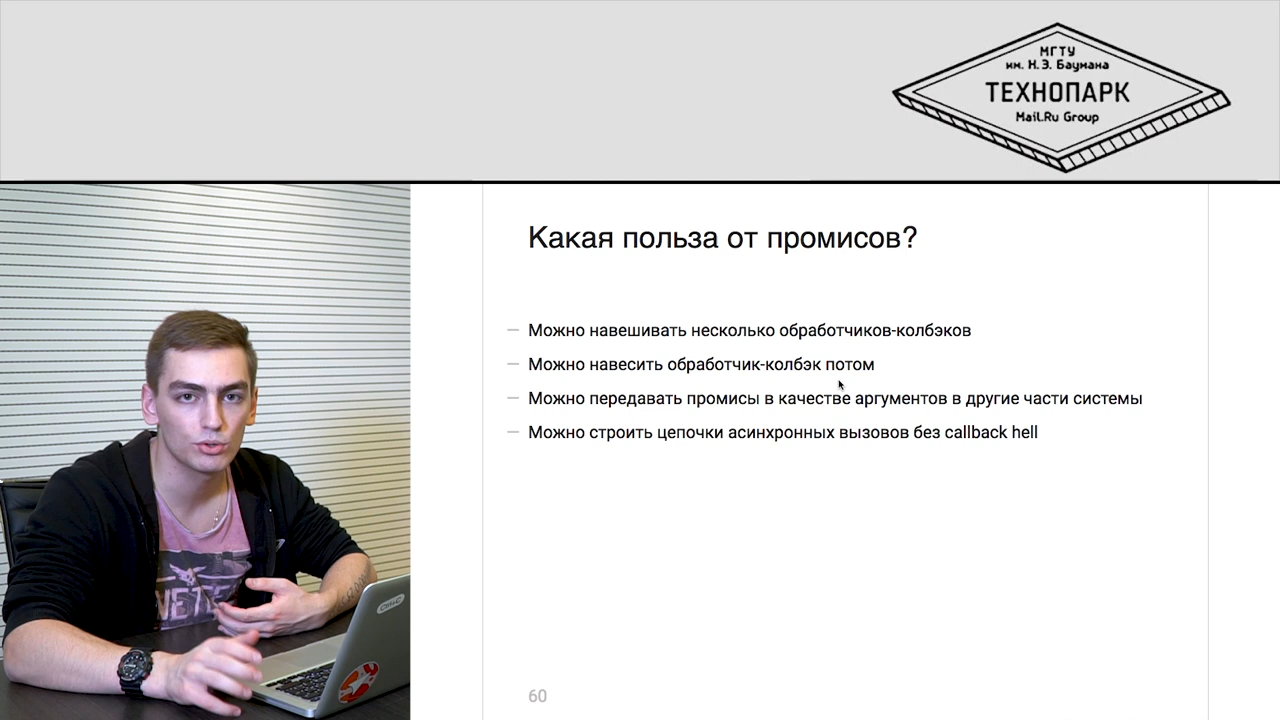 МГТУ
им. Н.Э. Баумана
ТЕХНОПАРК
Mail.Ru Group
Какая польза от промисов?
— Можно навешивать несколько обработчиков-колбэков
— Можно навесить обработчик-колбэк потом
— Можно передавать промисы в качестве аргументов в другие части системы
— Можно строить цепочки асинхронных вызовов без callback hell
60